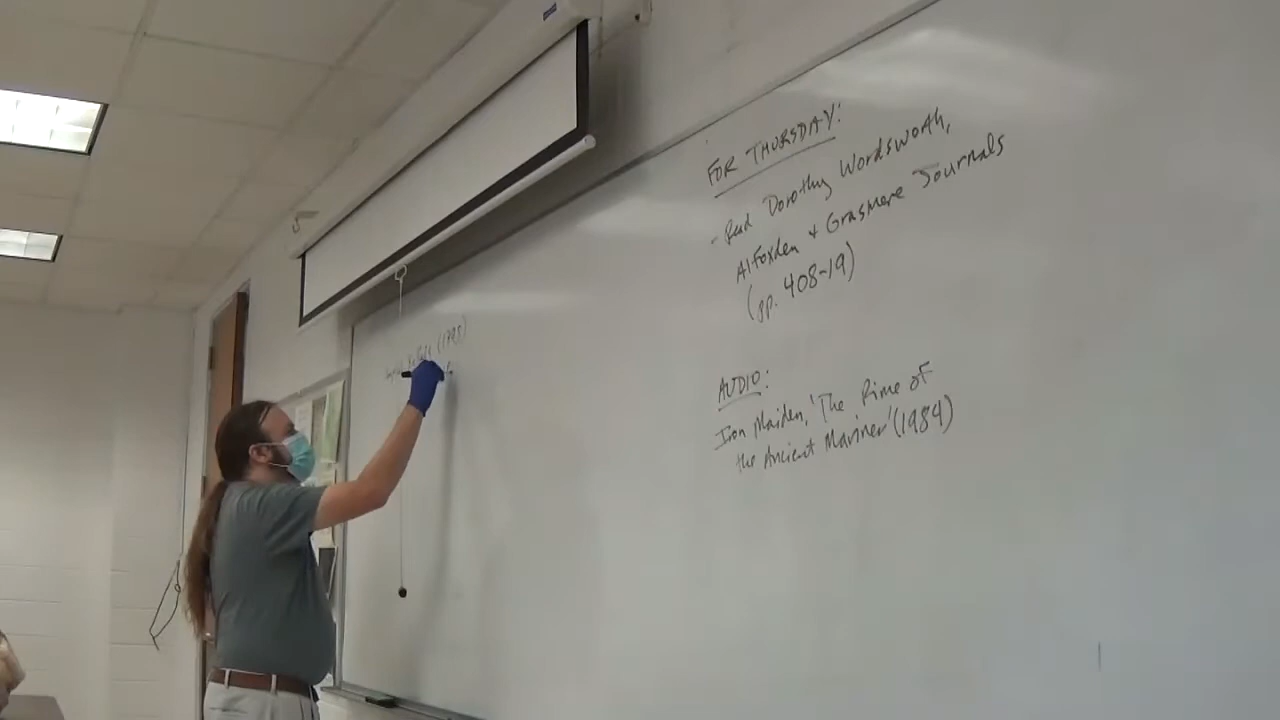 (1798)
FOR THURSDAY:
- Read Dorothy Wordsworth,
Alfoxden + Grasmere Journals
(pp. 408-19)
AUDIO:
Iron Maiden, 'The Rime of
the Ancient Mariner' (1984)